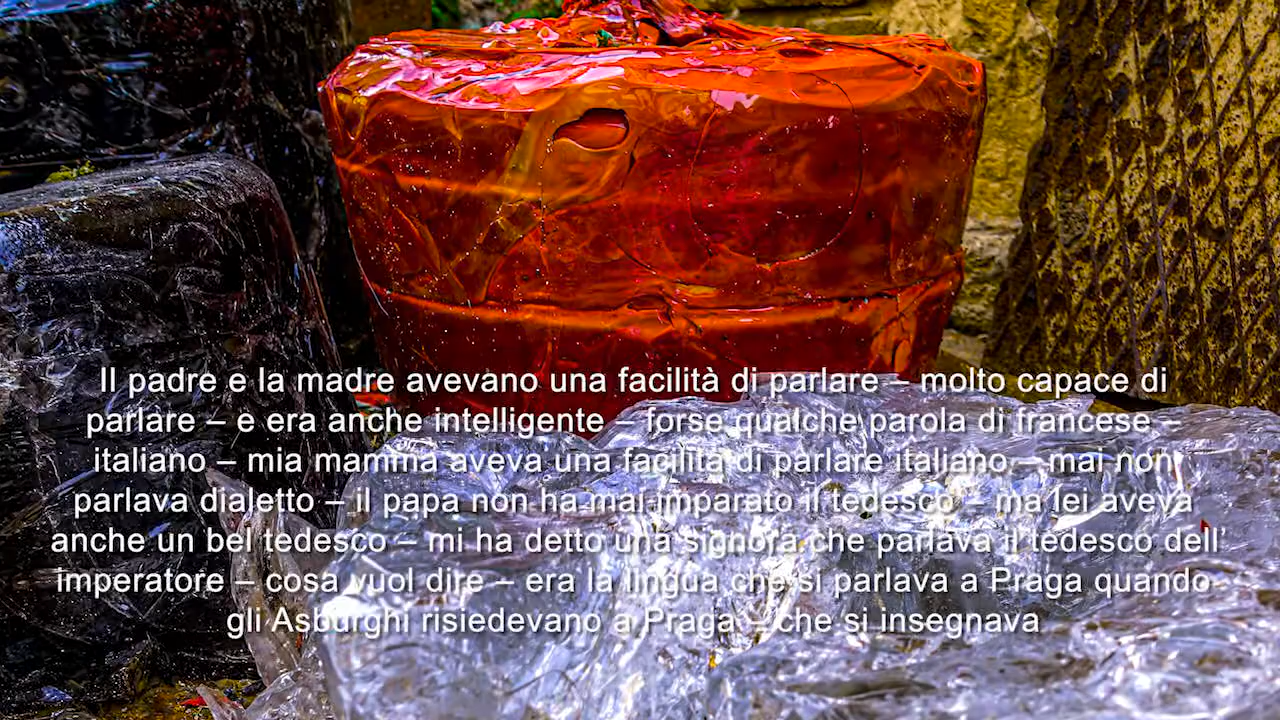 Il padre e la madre avevano una facilità di parlare – molto capace di
parlare – e era anche intelligente – forse qualche parola di francese –
italiano – mia mamma aveva una facilità di parlare italiano – mai non
parlava dialetto – il papa non ha mai imparato il tedesco – ma lei aveva
anche un bel tedesco – mi ha detto una signora che parlava il tedesco dell'
imperatore – cosa vuol dire – era la lingua che si parlava a Praga quando
gli Asburghi risiedevano a Praga – che si insegnava